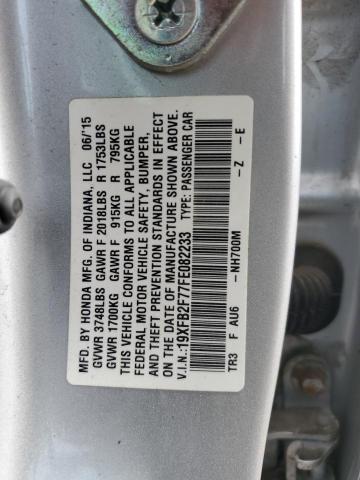 MFD. BY HONDA MFG. OF INDIANA, LLC 06/15
GVWR 3748LBS GAWR F 2018LBS R 1753LBS
GVWR 1700KG GAWR F 915KG R 795KG
THIS VEHICLE CONFORMS TO ALL APPLICABLE
FEDERAL MOTOR VEHICLE SAFETY, BUMPER,
AND THEFT PREVENTION STANDARDS IN EFFECT
ON THE DATE OF MANUFACTURE SHOWN ABOVE.
V.I.N.:19XFB2F77FE082233 TYPE: PASSENGER CAR
TR3 F AU6 -NH700M -Z -E